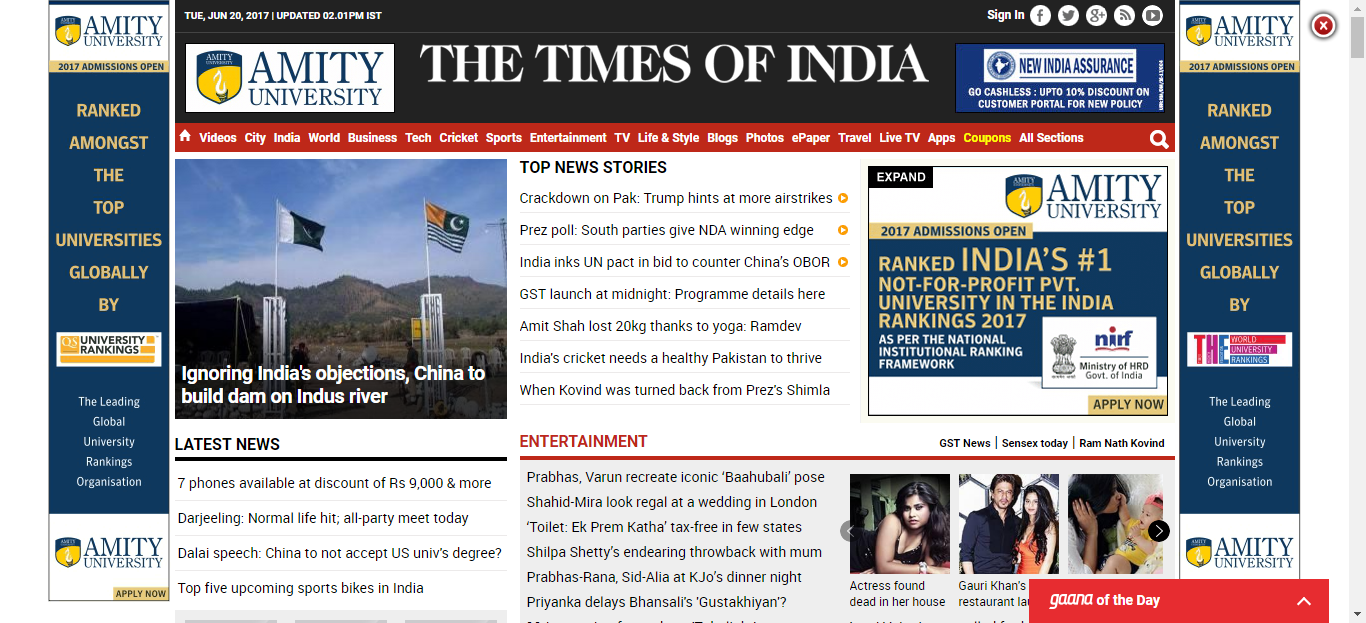 AMITY
UNIVERSITY
2017 ADMISSIONS OPEN
RANKED
AMONGST
THE
TOP
UNIVERSITIES
GLOBALLY
BY
QS UNIVERSITY
RANKINGS
The Leading
Global
University
Rankings
Organisation
AMITY
UNIVERSITY
APPLY NOW
TUE, JUN 20, 2017 | UPDATED 02.01PM IST
Sign In
AMITY
AMITY
UNIVERSITY
THE TIMES OF INDIA
NEW INDIA ASSURANCE
GO CASHLESS : UPTO 10% DISCOUNT ON
CUSTOMER PORTAL FOR NEW POLICY
Videos City India World Business Tech Cricket Sports Entertainment TV Life & Style Blogs Photos ePaper Travel Live TV Apps Coupons All Sections
Ignoring India's objections, China to
build dam on Indus river
TOP NEWS STORIES
Crackdown on Pak: Trump hints at more airstrikes
Prez poll: South parties give NDA winning edge
India inks UN pact in bid to counter China's OBOR
GST launch at midnight: Programme details here
Amit Shah lost 20kg thanks to yoga: Ramdev
India's cricket needs a healthy Pakistan to thrive
When Kovind was turned back from Prez's Shimla
EXPAND
AMITY
AMITY
UNIVERSITY
2017 ADMISSIONS OPEN
RANKED INDIA'S #1
NOT-FOR-PROFIT PVT.
UNIVERSITY IN THE INDIA
RANKINGS 2017
AS PER THE NATIONAL
INSTITUTIONAL RANKING
FRAMEWORK
nirf
Ministry of HRD
Govt. of India
APPLY NOW
LATEST NEWS
7 phones available at discount of Rs 9,000 & more
Darjeeling: Normal life hit; all-party meet today
Dalai speech: China to not accept US univ's degree?
Top five upcoming sports bikes in India
ENTERTAINMENT
GST News | Sensex today | Ram Nath Kovind
Prabhas, Varun recreate iconic 'Baahubali' pose
Shahid-Mira look regal at a wedding in London
'Toilet: Ek Prem Katha' tax-free in few states
Shilpa Shetty's endearing throwback with mum
Prabhas-Rana, Sid-Alia at KJo's dinner night
Priyanka delays Bhansali's 'Gustakhiyan'?
Actress found
dead in her house
Gauri Khan's
restaurant
gaana of the Day
AMITY
UNIVERSITY
2017 ADMISSIONS OPEN
RANKED
AMONGST
THE
TOP
UNIVERSITIES
GLOBALLY
BY
THE WORLD
UNIVERSITY
RANKINGS
The Leading
Global
University
Rankings
Organisation
AMITY
UNIVERSITY